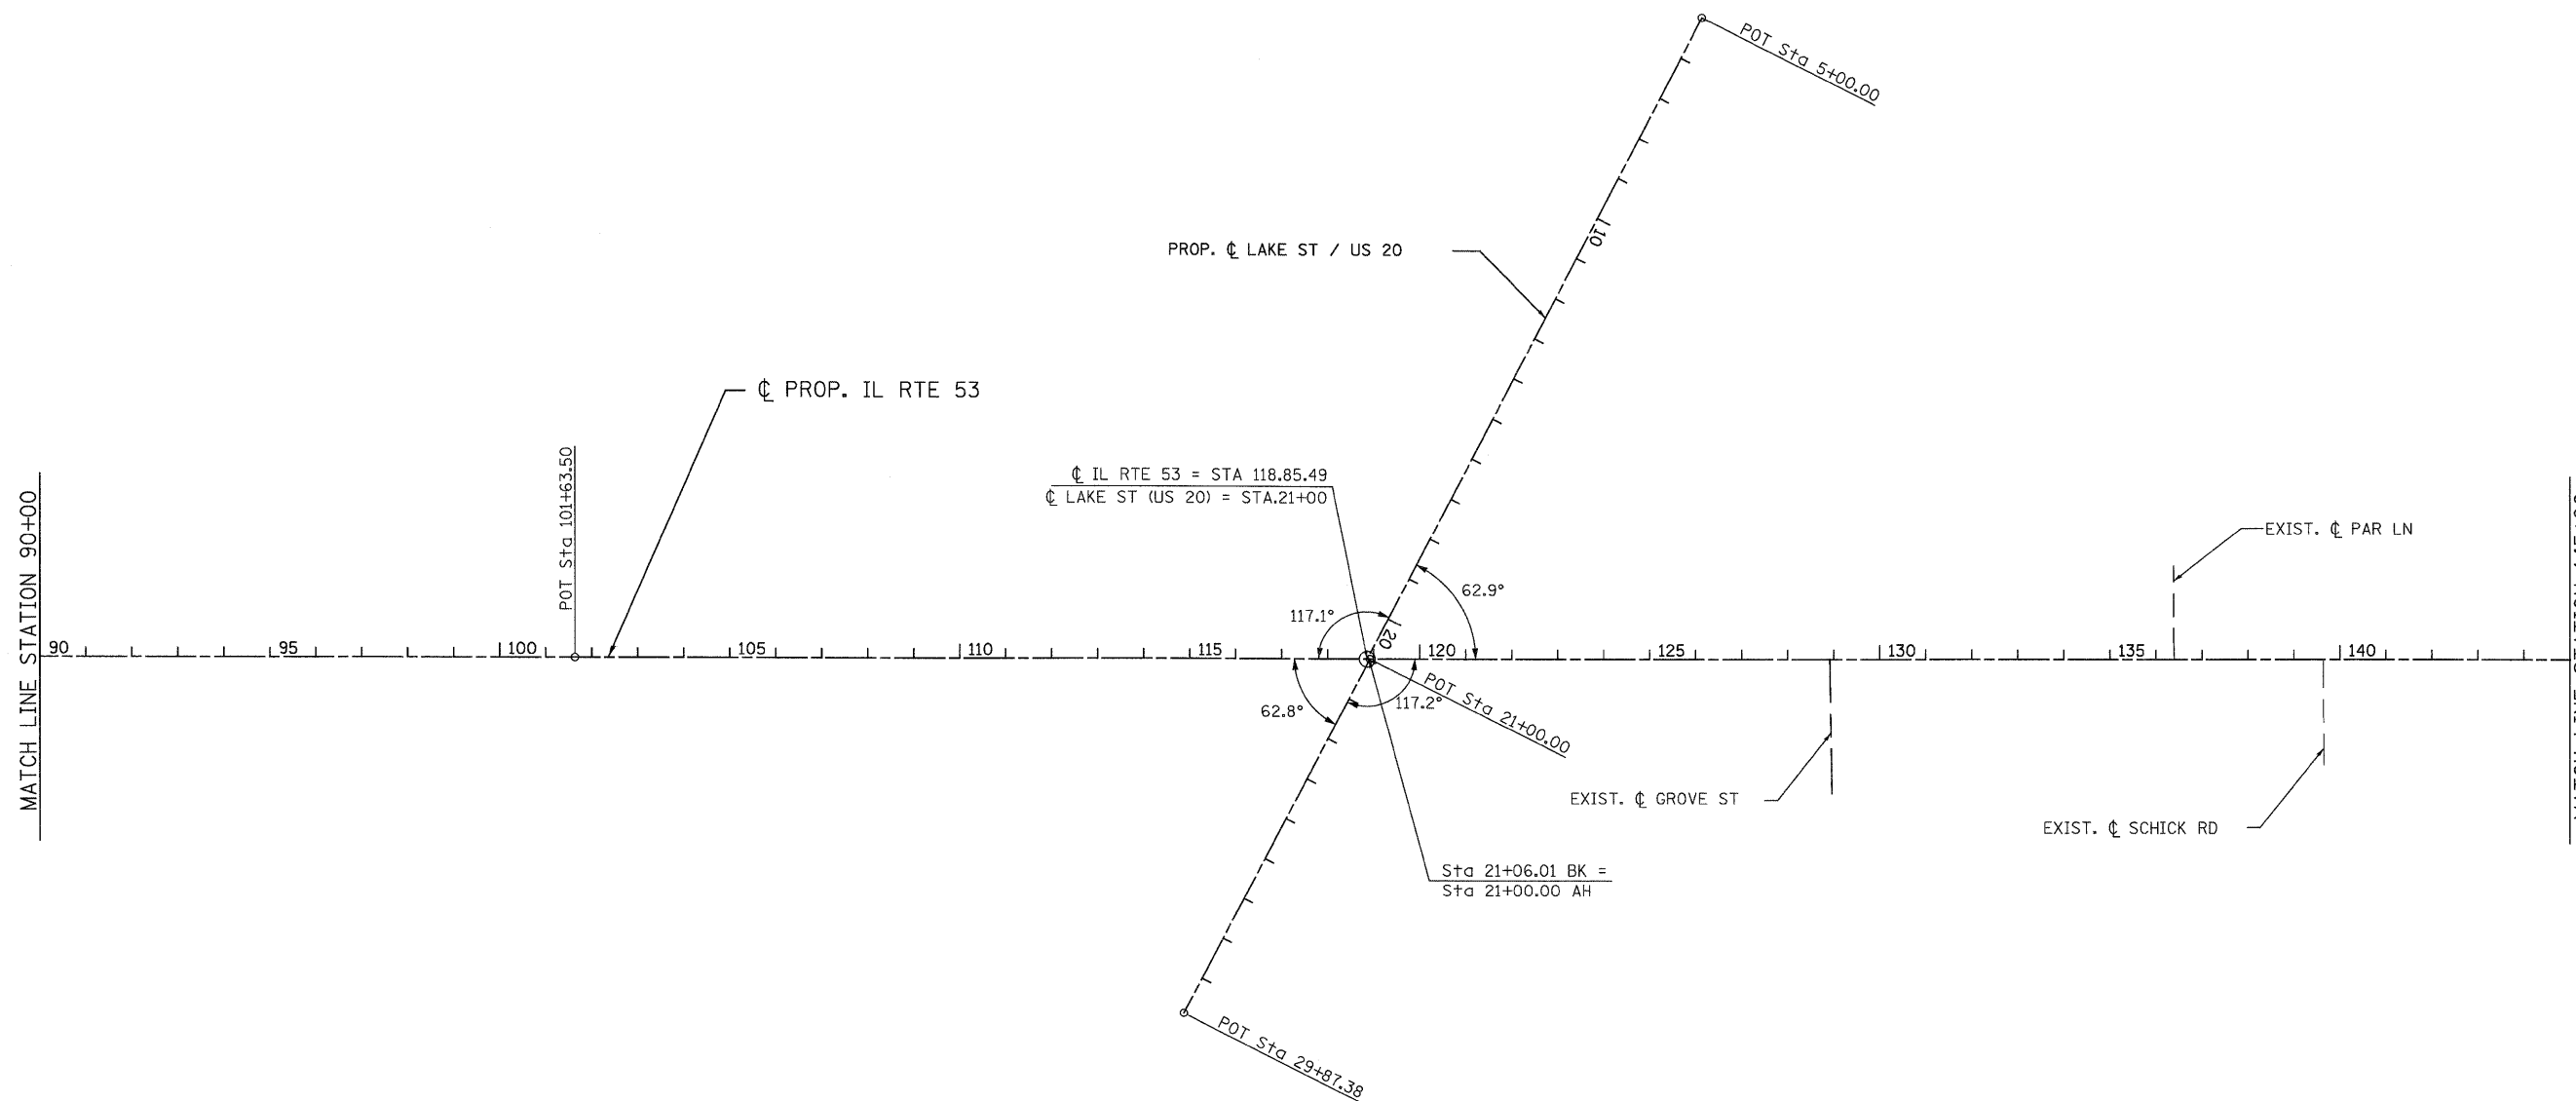 POT Sta 5+00.00
10
PROP. ℄ LAKE ST / US 20
℄ PROP. IL RTE 53
POT Sta 101+63.50
℄ IL RTE 53 = STA 118.85.49
℄ LAKE ST (US 20) = STA.21+00
MATCH LINE STATION 90+00
EXIST. ℄ PAR LN
62.9°
117.1°
20
90 95 100 105 110 115 120 125 130 135 140
62.8°
117.2°
POT Sta 21+00.00
EXIST. ℄ GROVE ST
EXIST. ℄ SCHICK RD
Sta 21+06.01 BK =
Sta 21+00.00 AH
POT Sta 29+87.38